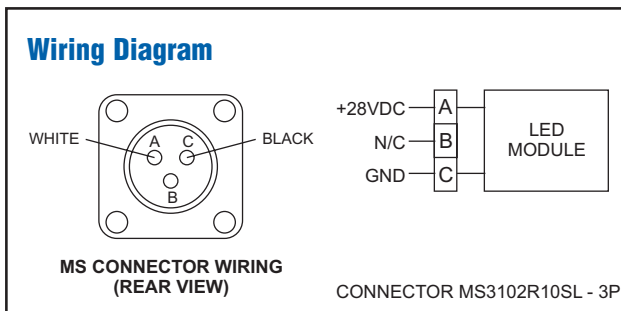 Wiring Diagram
WHITE
A
C
BLACK
B
MS CONNECTOR WIRING
(REAR VIEW)
+28VDC
A
N/C
B
GND
C
LED
MODULE
CONNECTOR MS3102R10SL - 3P